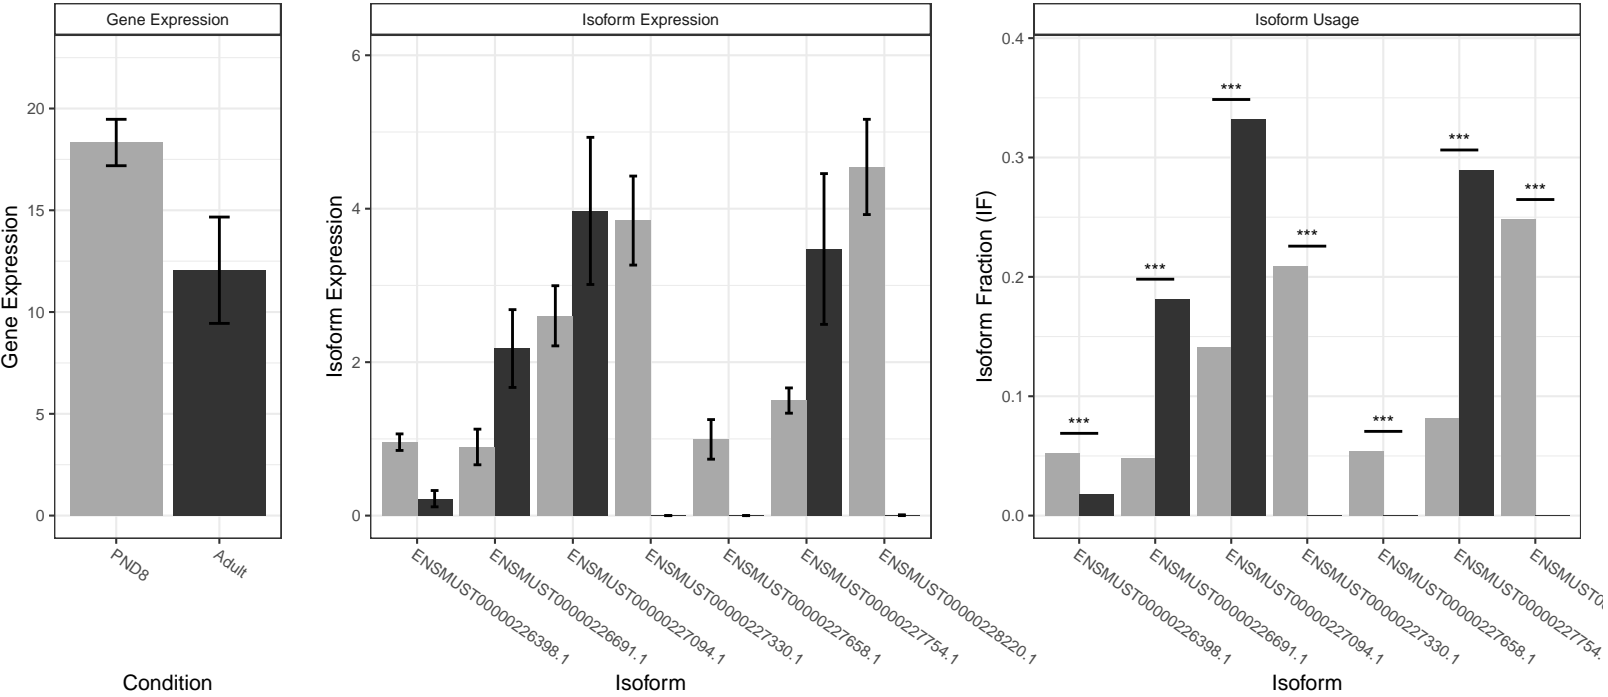 Gene Expression
Isoform Expression
Isoform Usage
Gene Expression
20
15
10
5
0
PND8
Adult
Condition
Isoform Expression
6
4
2
0
ENSMUST00000226398.1
ENSMUST00000226691.1
ENSMUST00000227094.1
ENSMUST00000227330.1
ENSMUST00000227658.1
ENSMUST00000227754.1
ENSMUST00000228220.1
Isoform
Isoform Fraction (IF)
0.4
0.3
0.2
0.1
0.0
***
***
***
***
***
***
***
ENSMUST00000226398.1
ENSMUST00000226691.1
ENSMUST00000227094.1
ENSMUST00000227330.1
ENSMUST00000227658.1
ENSMUST00000227754.
Isoform